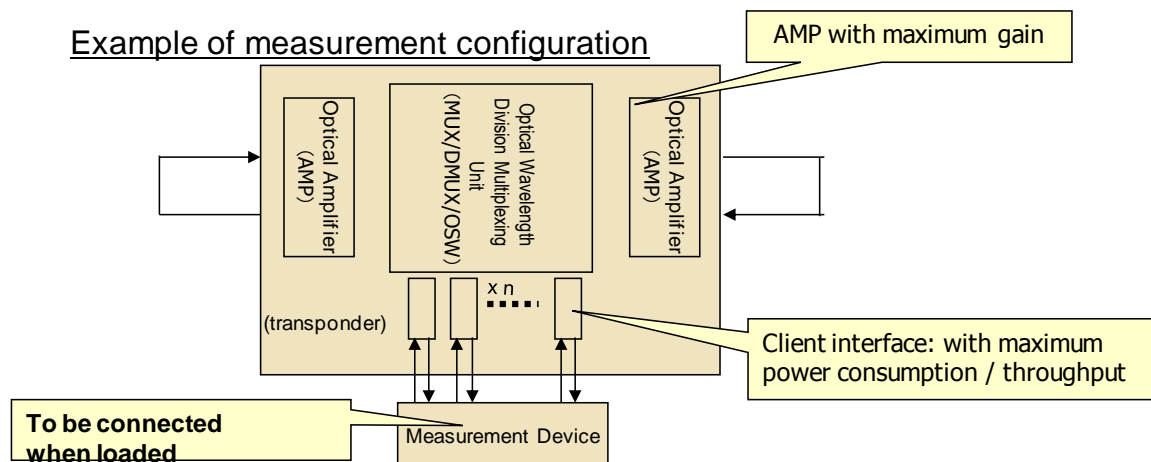 Example of measurement configuration
AMP with maximum gain
Optical Amplifier
(AMP)
Optical Wavelength
Division Multiplexing
Unit
(MUX/DMUX/OSW)
Optical Amplifier
(AMP)
x n
(transponder)
Client interface: with maximum
power consumption / throughput
To be connected
when loaded
Measurement Device